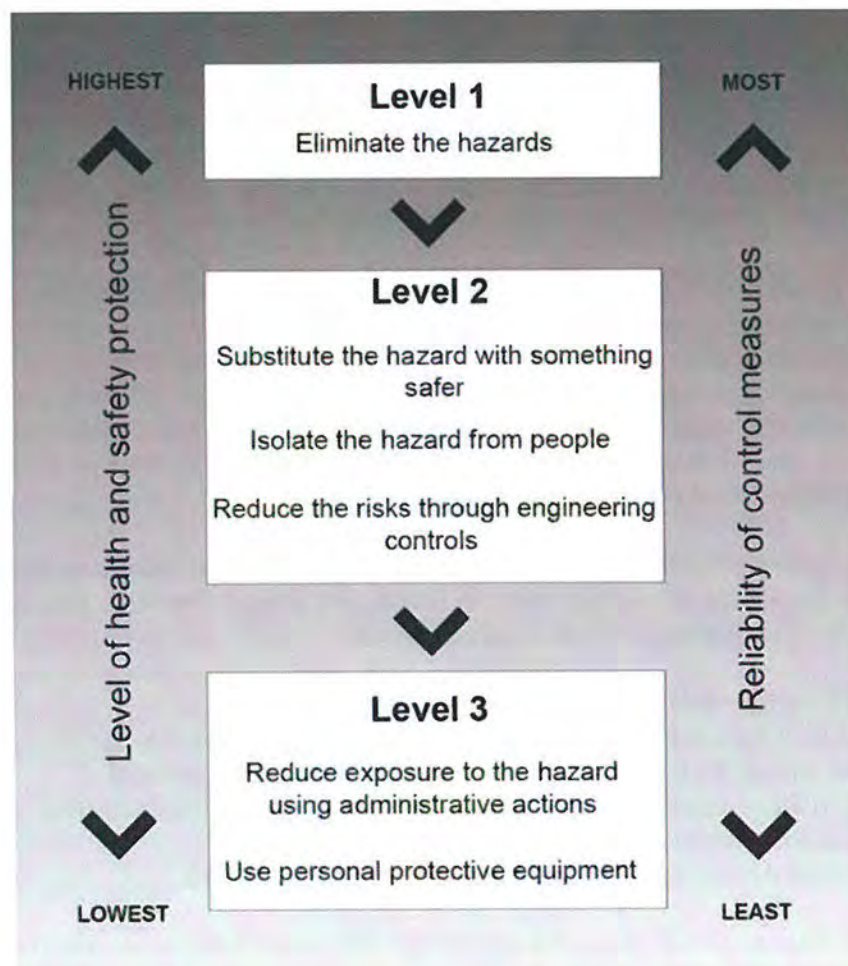 HIGHEST
Level 1
MOST
Eliminate the hazards
Level of health and safety protection
Reliability of control measures
Level 2
Substitute the hazard with something
safer
Isolate the hazard from people
Reduce the risks through engineering
controls
Level 3
Reduce exposure to the hazard
using administrative actions
Use personal protective equipment
LOWEST
LEAST